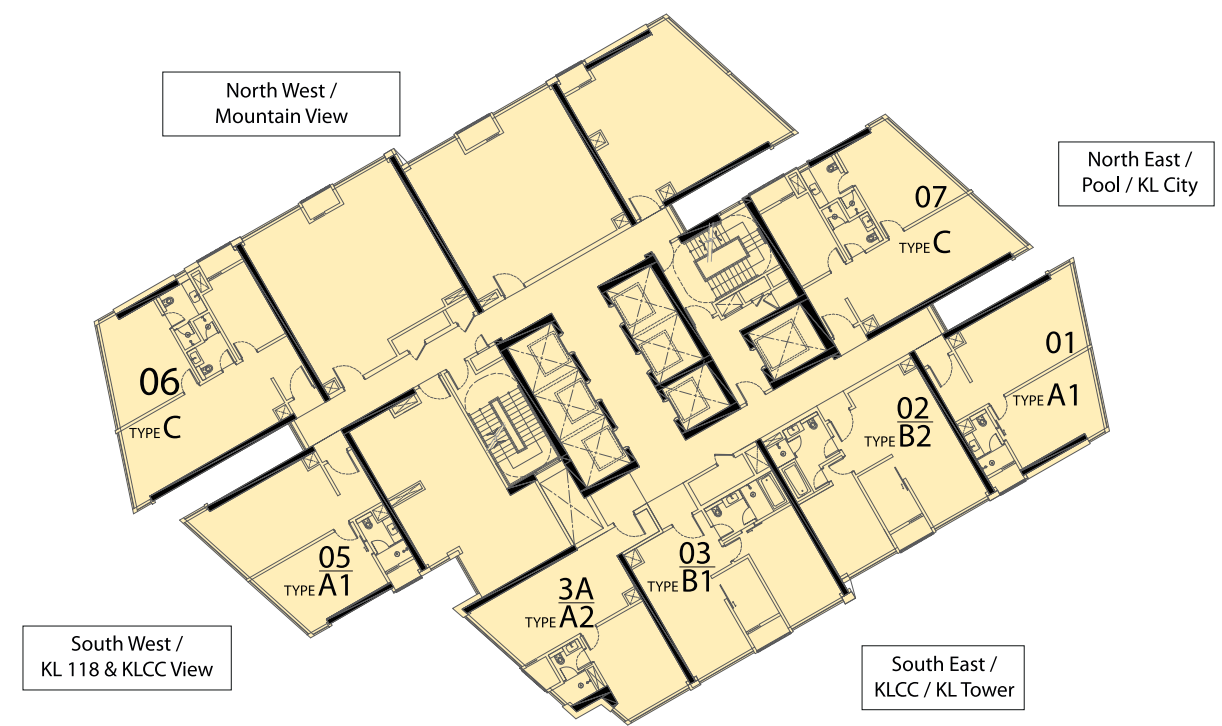 North West /
Mountain View
North East /
Pool / KL City
07
TYPE C
01
TYPE A1
06
TYPE C
02
TYPE B2
05
TYPE A1
03
TYPE B1
3A
TYPE A2
South West /
KL 118 & KLCC View
South East /
KLCC / KL Tower